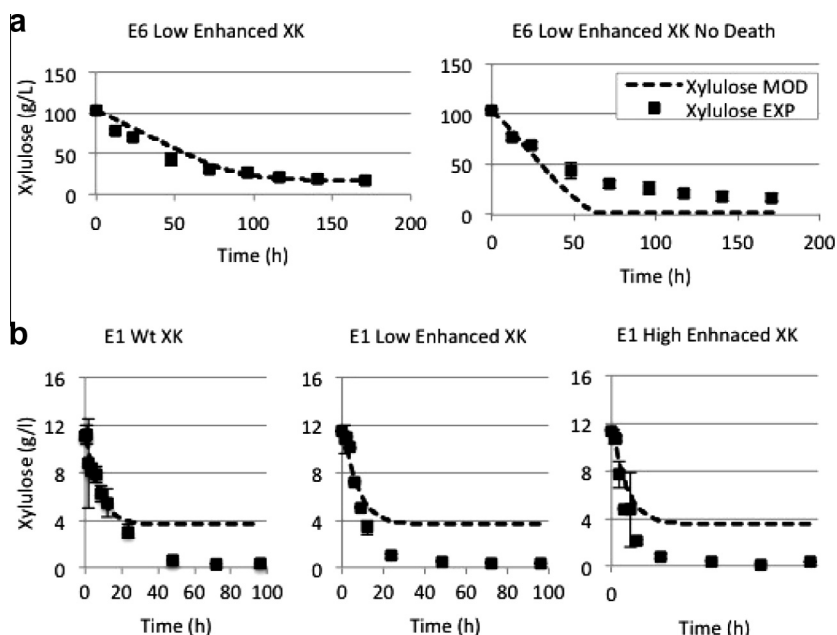 a
E6 Low Enhanced XK
Xylulose (g/L)
150
100
50
0
0 50 100 150 200
Time (h)
E6 Low Enhanced XK No Death
Xylulose MOD
Xylulose EXP
150
100
50
0
0 50 100 150 200
Time (h)
b
E1 Wt XK
Xylulose (g/l)
16
12
8
4
0
0 20 40 60 80 100
Time (h)
E1 Low Enhanced XK
16
12
8
4
0
0 20 40 60 80 100
Time (h)
E1 High Enhnaced XK
16
12
8
4
0
0
Time (h)